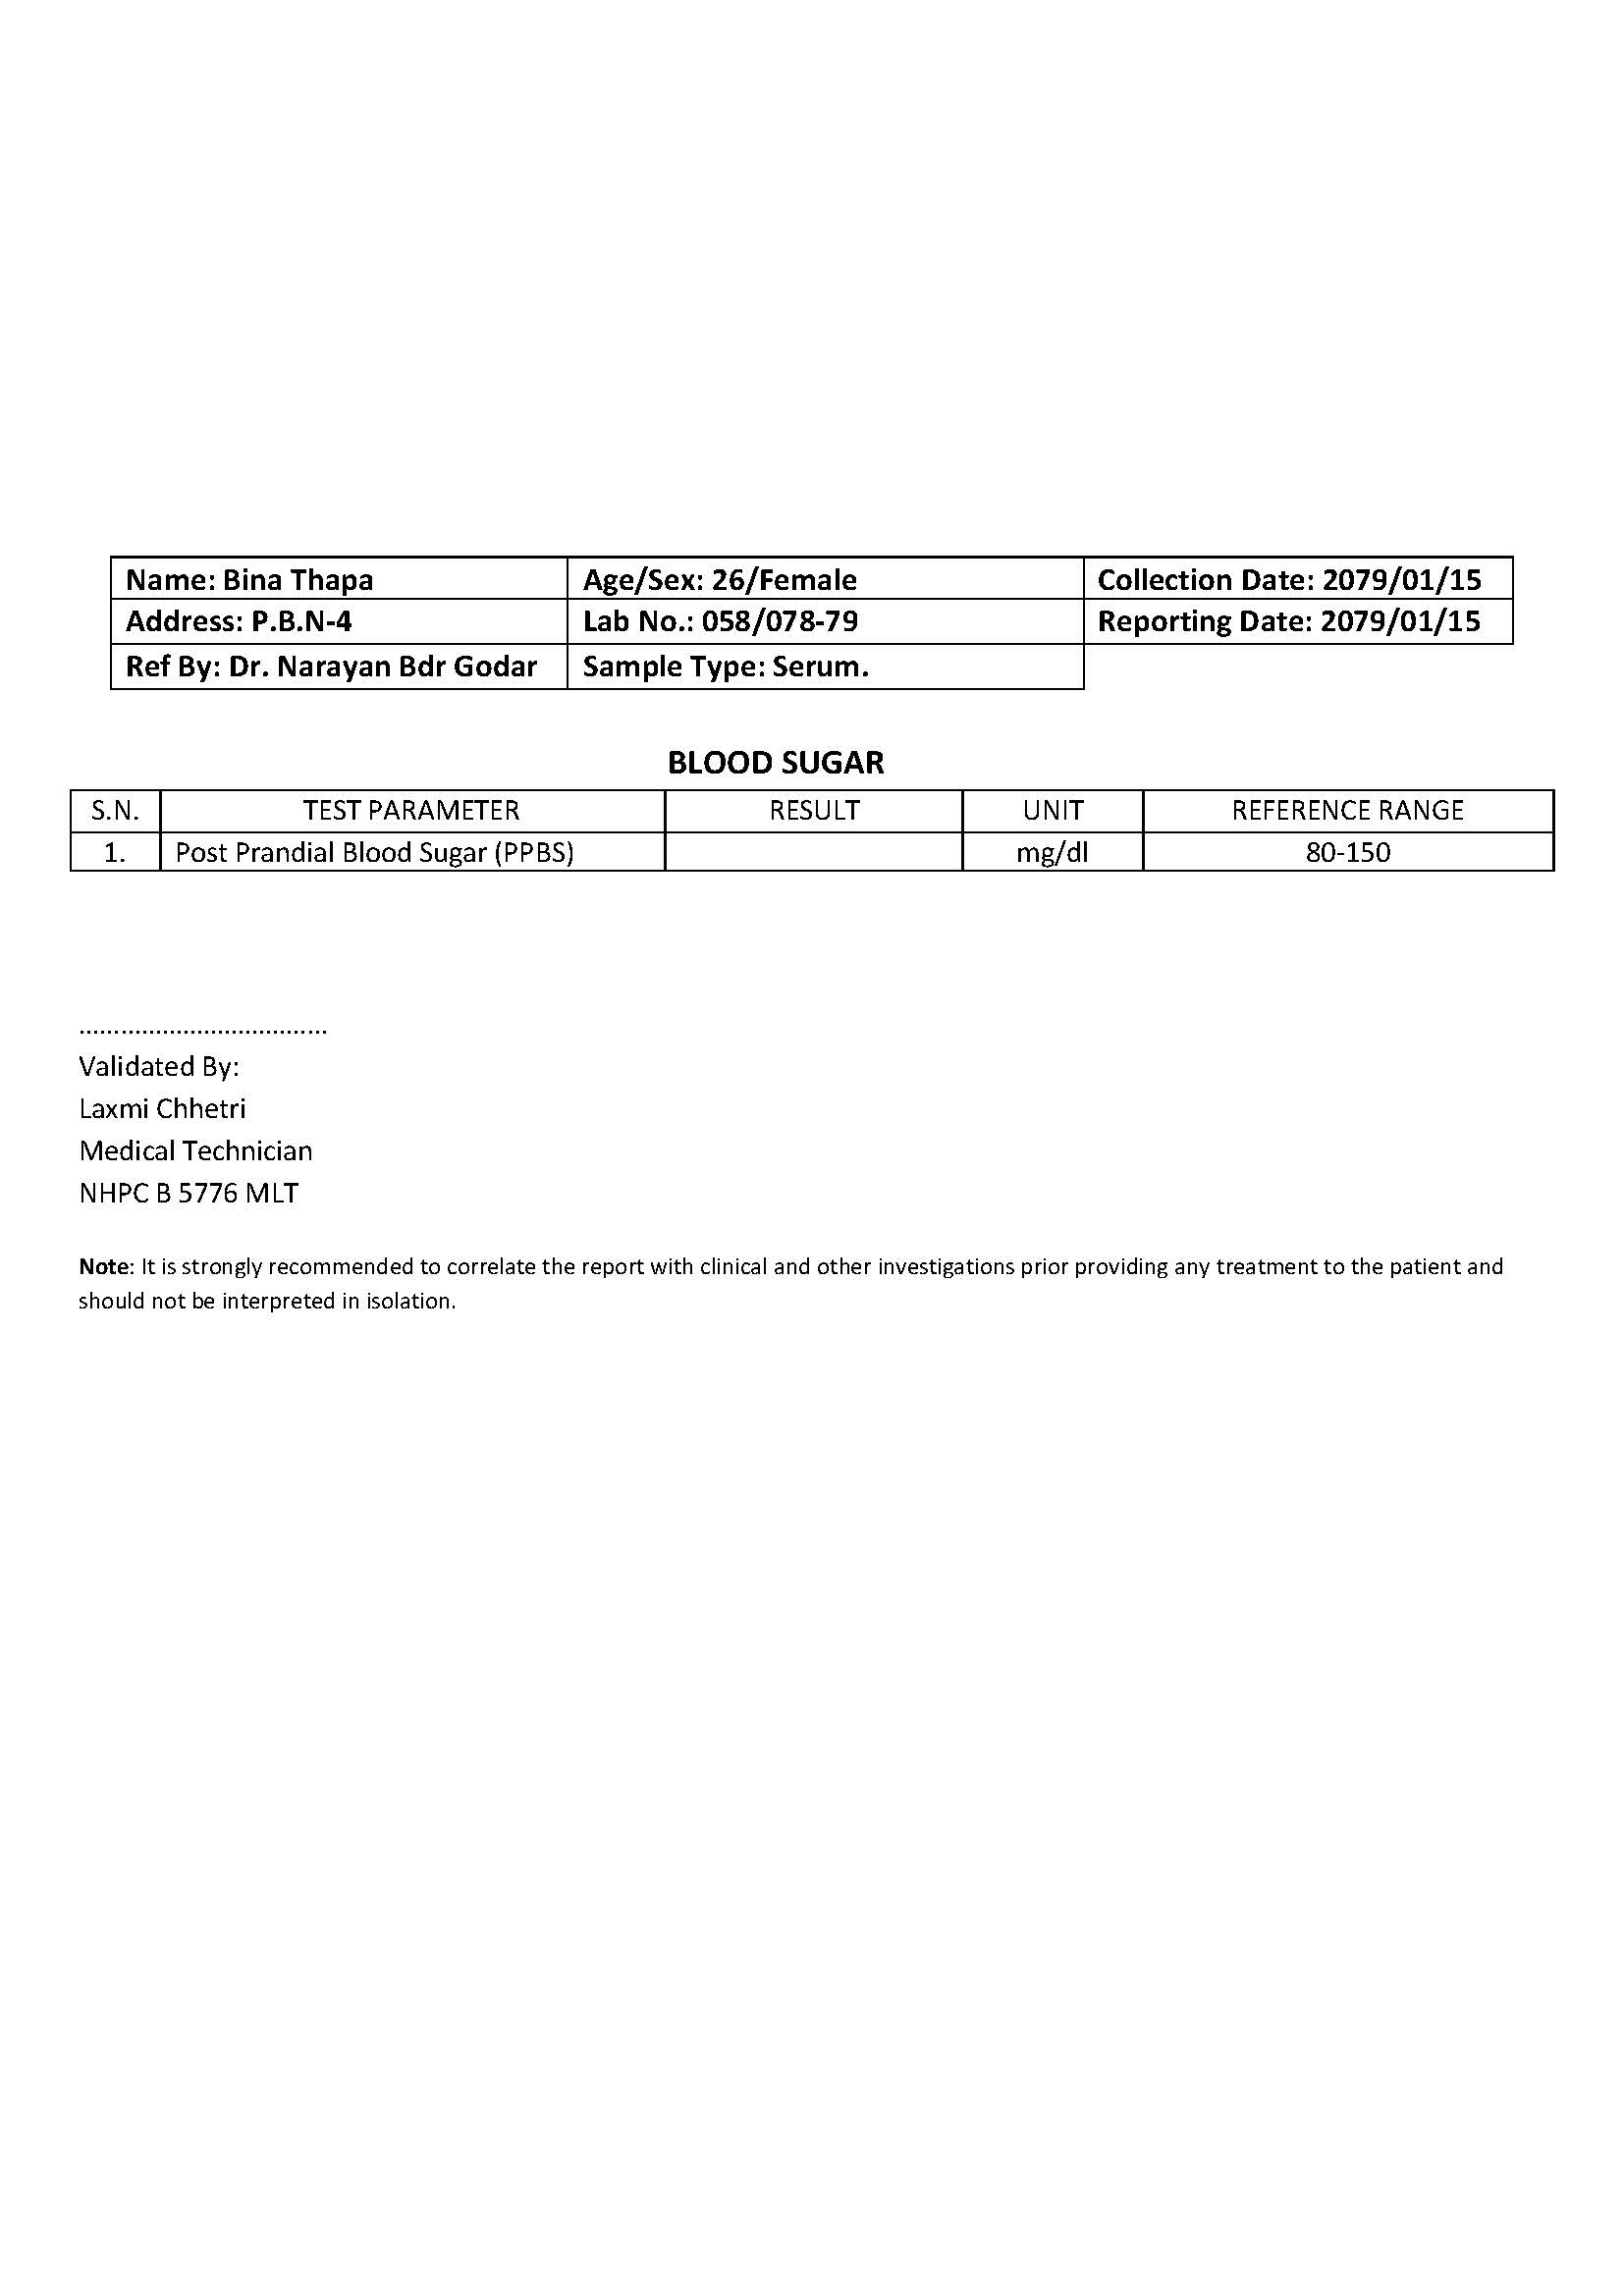 Name: Bina Thapa Age/Sex: 26/Female Collection Date: 2079/01/15
Address: P.B.N-4 Lab No.: 058/078-79 Reporting Date: 2079/01/15
Ref By: Dr. Narayan Bdr Godar Sample Type: Serum.
BLOOD SUGAR
S.N. TEST PARAMETER RESULT UNIT REFERENCE RANGE
1. Post Prandial Blood Sugar (PPBS) mg/dl 80-150
....................................
Validated By:
Laxmi Chhetri
Medical Technician
NHPC B 5776 MLT
Note: It is strongly recommended to correlate the report with clinical and other investigations prior providing any treatment to the patient and
should not be interpreted in isolation.